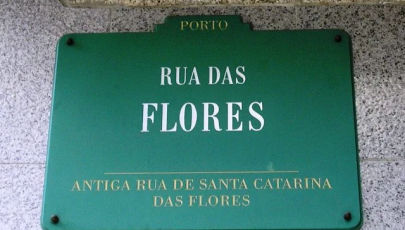 PORTO
RUA DAS
FLORES
ANTIGA RUA DE SANTA CATARINA
DAS FLORES